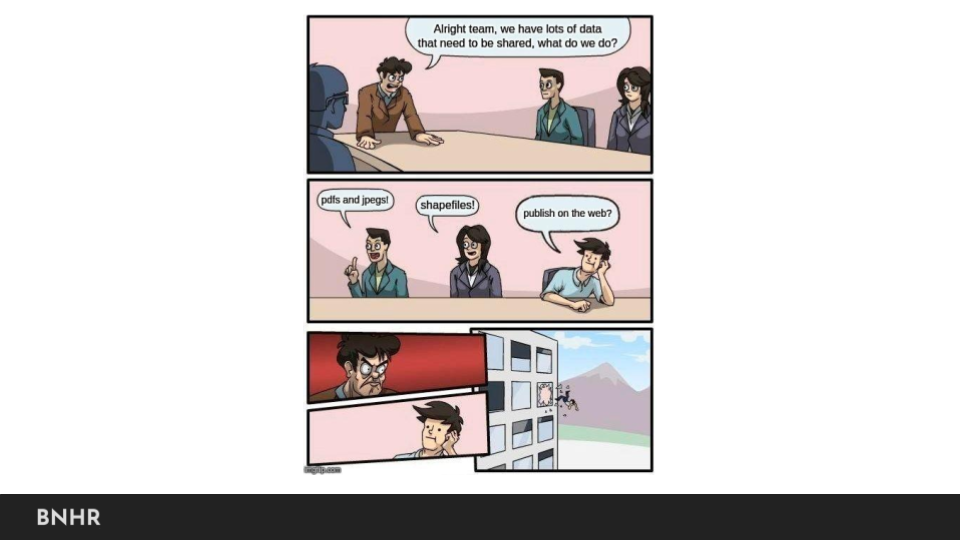 Alright team, we have lots of data
that need to be shared, what do we do?
pdfs and jpegs!
shapefiles!
publish on the web?
imgflip.com
BNHR